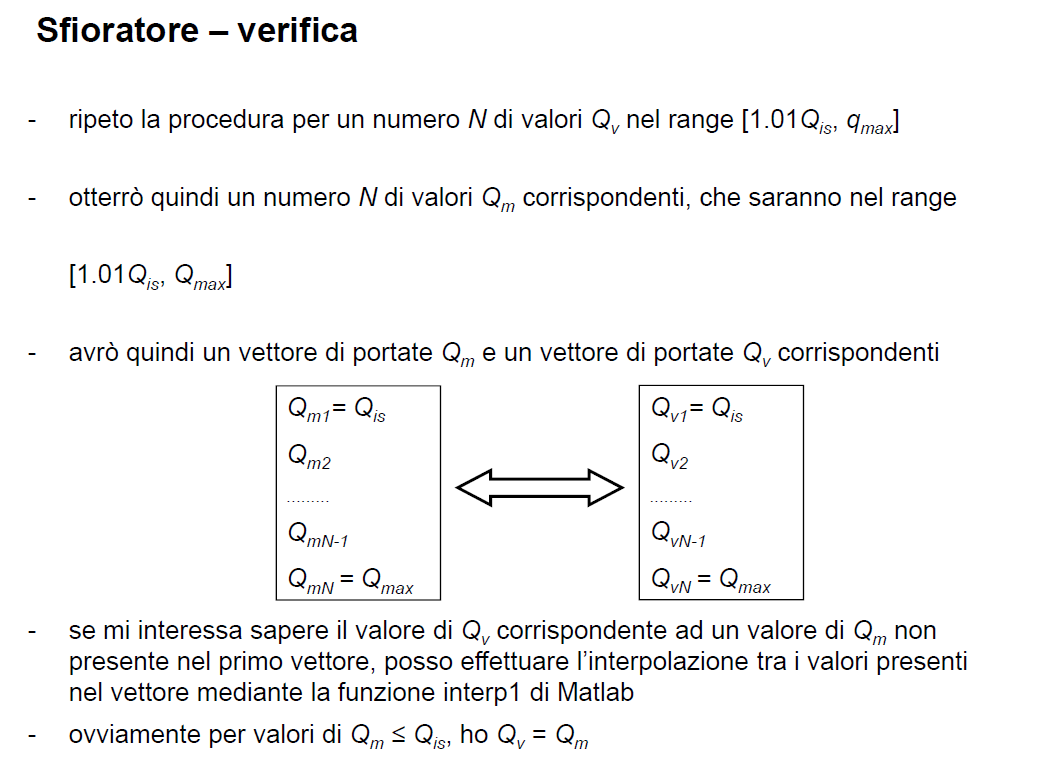 Sfioratore – verifica
- ripeto la procedura per un numero N di valori Qv nel range [1.01Qis, qmax]
- otterrò quindi un numero N di valori Qm corrispondenti, che saranno nel range
[1.01Qis, Qmax]
- avrò quindi un vettore di portate Qm e un vettore di portate Qv corrispondenti
Qm1= Qis
Qm2
.........
QmN-1
QmN = Qmax
Qv1= Qis
Qv2
.........
QvN-1
QvN = Qmax
- se mi interessa sapere il valore di Qv corrispondente ad un valore di Qm non
presente nel primo vettore, posso effettuare l’interpolazione tra i valori presenti
nel vettore mediante la funzione interp1 di Matlab
- ovviamente per valori di Qm ≤ Qis, ho Qv = Qm